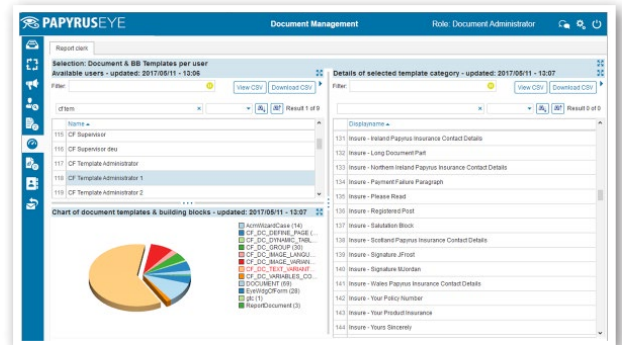 PAPYRUSEYE
Document Management
Role: Document Administrator
Report client
Selection: Document & BB Templates per user
Available users - updated: 2017/05/11 - 13:06
Filter:
View CSV
Download CSV
cf tem
Result 1 of 9
Name
115 CF Supervisor
116 CF Supervisor deu
117 CF Template Administrator
118 CF Template Administrator 1
119 CF Template Administrator 2
Chart of document templates & building blocks - updated: 2017/05/11 - 13:07
AcmWizardCase (14)
CF_DC_DEFINE_PAGE (...
CF_DC_DYNAMIC_TABL...
CF_DC_GROUP (30)
CF_DC_IMAGE_LANGU...
CF_DC_IMAGE_VARIAN...
CF_DC_TEXT_VARIANT...
CF_DC_VARIABLES_CO...
DOCUMENT (69)
EyeWdgOfForm (28)
gtc (1)
ReportDocument (3)
Details of selected template category - updated: 2017/05/11 - 13:07
Filter:
View CSV
Download CSV
Result 0 of 0
Displayname
131 Insure - Ireland Papyrus Insurance Contact Details
132 Insure - Long Document Part
133 Insure - Northern Ireland Papyrus Insurance Contact Details
134 Insure - Payment Failure Paragraph
135 Insure - Please Read
136 Insure - Registered Post
137 Insure - Salutation Block
138 Insure - Scotland Papyrus Insurance Contact Details
139 Insure - Signature JFrost
140 Insure - Signature MJordan
141 Insure - Wales Papyrus Insurance Contact Details
142 Insure - Your Policy Number
143 Insure - Your Product Insurance
144 Insure - Yours Sincerely